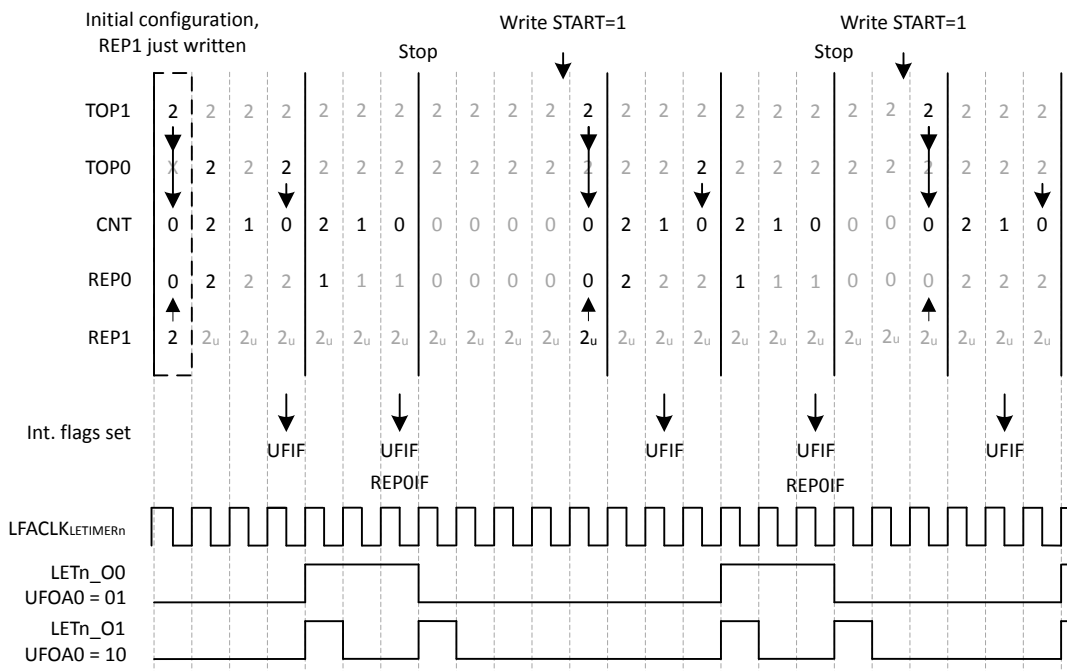 Initial configuration,
REP1 just written
Stop
Write START=1
Stop
Write START=1
TOP1 2 2 2 2 2 2 2 2 2 2 2 2 2 2 2 2 2 2 2 2 2 2 2 2
TOP0 X 2 2 2 2 2 2 2 2 2 2 2 2 2 2 2 2 2 2 2 2 2 2 2
CNT 0 2 1 0 2 1 0 0 0 0 0 0 2 1 0 2 1 0 0 0 0 2 1 0
REP0 0 2 2 2 1 1 1 0 0 0 0 0 2 2 2 1 1 1 0 0 0 2 2 2
REP1 2 2u 2u 2u 2u 2u 2u 2u 2u 2u 2u 2u 2u 2u 2u 2u 2u 2u 2u 2u 2u 2u 2u 2u
Int. flags set
UFIF UFIF UFIF UFIF UFIF
REP0IF REP0IF
LFACLKLETIMERn
LETn_O0
UFOA0 = 01
LETn_O1
UFOA0 = 10